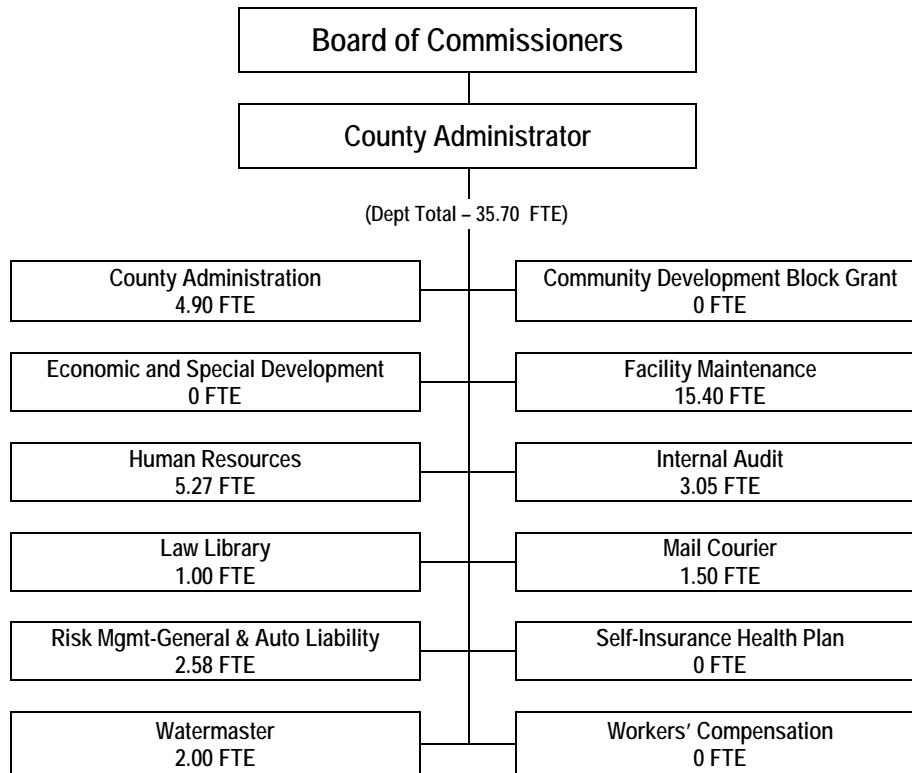 Board of Commissioners
County Administrator
(Dept Total – 35.70 FTE)
County Administration
4.90 FTE
Community Development Block Grant
0 FTE
Economic and Special Development
0 FTE
Facility Maintenance
15.40 FTE
Human Resources
5.27 FTE
Internal Audit
3.05 FTE
Law Library
1.00 FTE
Mail Courier
1.50 FTE
Risk Mgmt-General & Auto Liability
2.58 FTE
Self-Insurance Health Plan
0 FTE
Watermaster
2.00 FTE
Workers’ Compensation
0 FTE